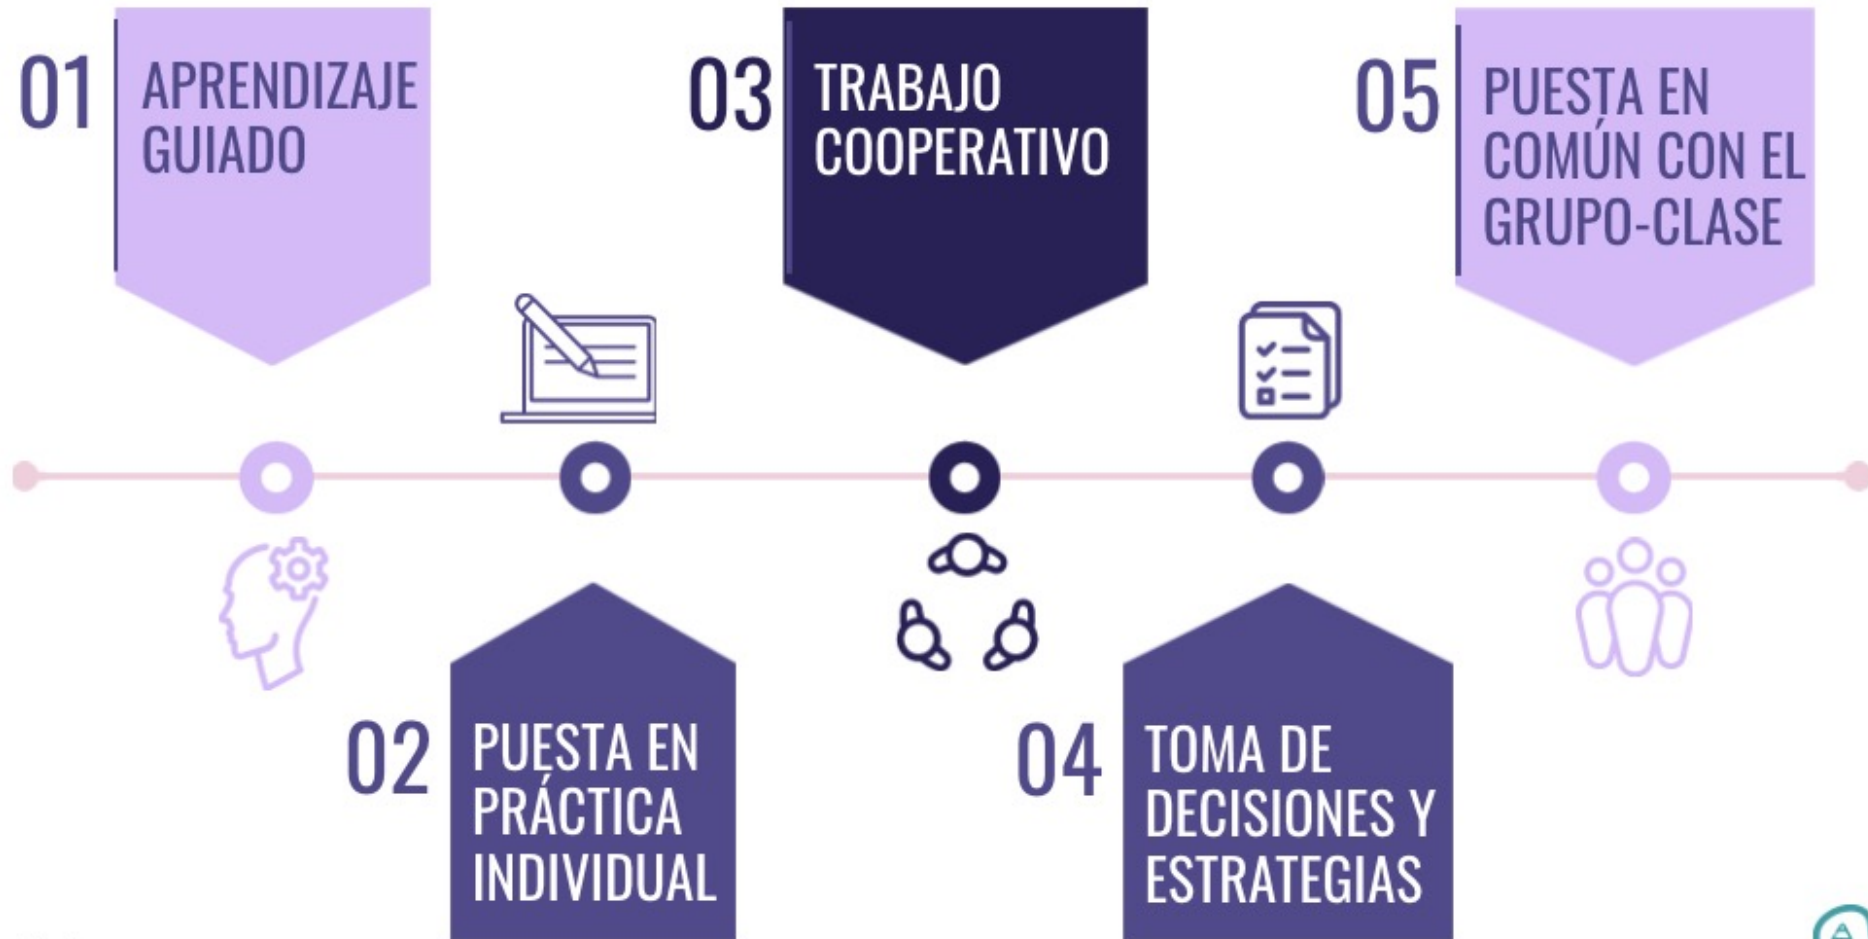 01
APRENDIZAJE
GUIADO
03
TRABAJO
COOPERATIVO
05
PUESTA EN
COMÚN CON EL
GRUPO-CLASE
02
PUESTA EN
PRÁCTICA
INDIVIDUAL
04
TOMA DE
DECISIONES Y
ESTRATEGIAS